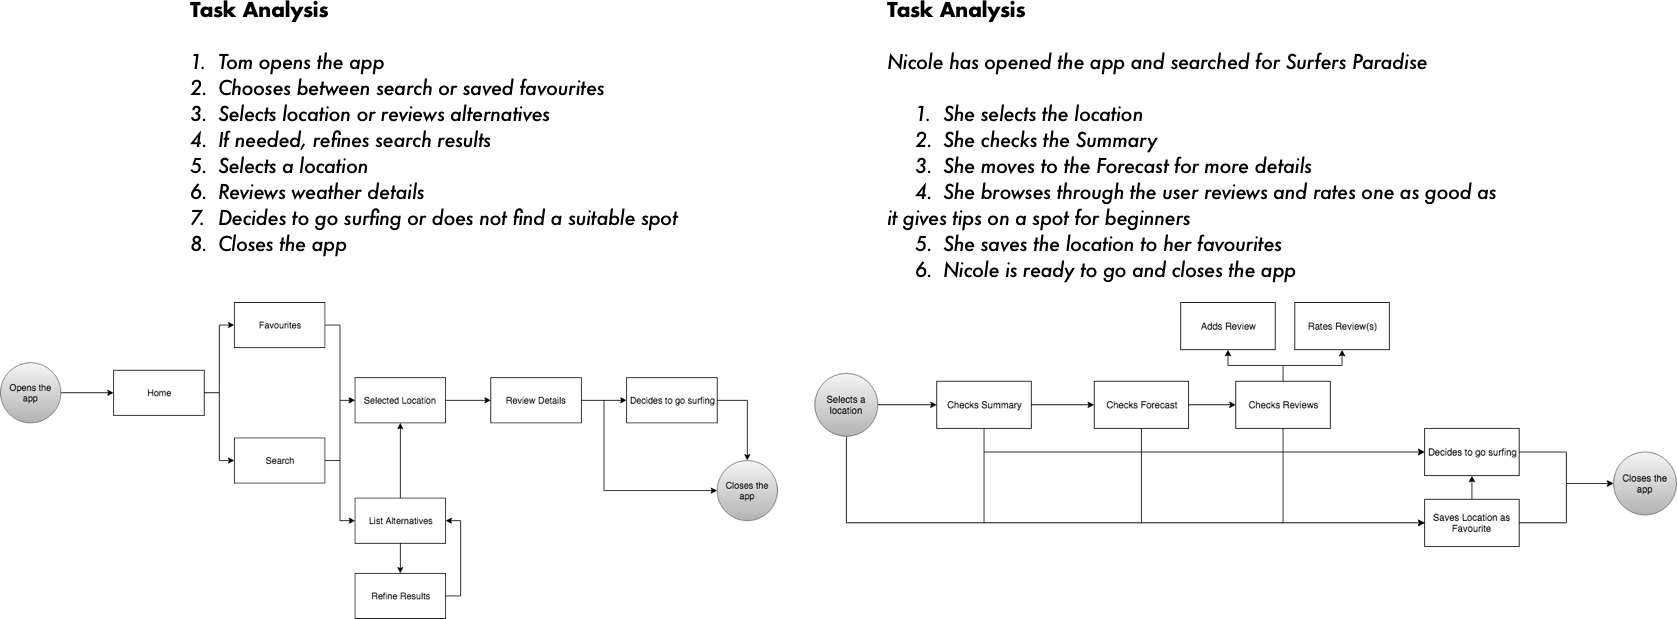 Task Analysis
1. Tom opens the app
2. Chooses between search or saved favourites
3. Selects location or reviews alternatives
4. If needed, refines search results
5. Selects a location
6. Reviews weather details
7. Decides to go surfing or does not find a suitable spot
8. Closes the app
Opens the
app
Home
Favourites
Search
Selected Location
List Alternatives
Refine Results
Review Details
Decides to go surfing
Closes the
app
Task Analysis
Nicole has opened the app and searched for Surfers Paradise
1. She selects the location
2. She checks the Summary
3. She moves to the Forecast for more details
4. She browses through the user reviews and rates one as good as
it gives tips on a spot for beginners
5. She saves the location to her favourites
6. Nicole is ready to go and closes the app
Selects a
location
Checks Summary
Checks Forecast
Checks Reviews
Adds Review
Rates Review(s)
Decides to go surfing
Saves Location as
Favourite
Closes the
app